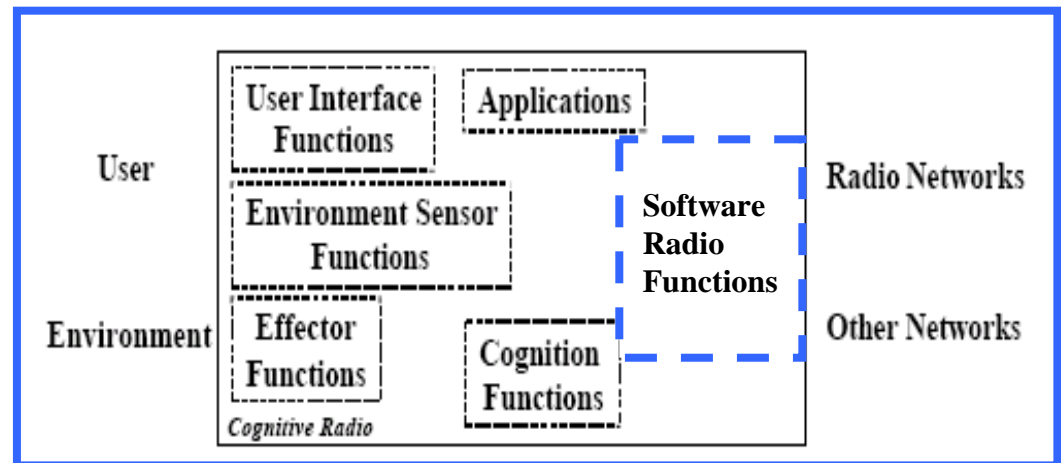 User Interface
Functions
Applications
User
Environment Sensor
Functions
Software
Radio
Functions
Radio Networks
Environment
Effector
Functions
Cognition
Functions
Other Networks
Cognitive Radio